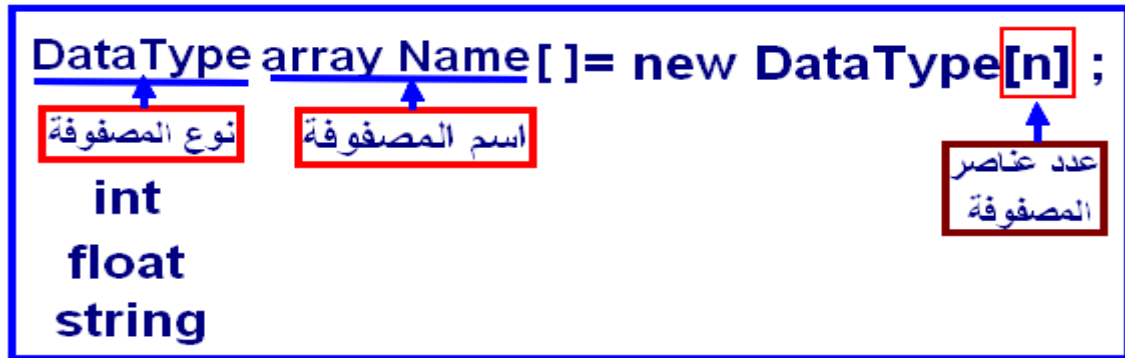 DataType array Name[ ]= new DataType[n] ;
نوع المصفوفة
اسم المصفوفة
عدد عناصر
المصفوفة
int
float
string